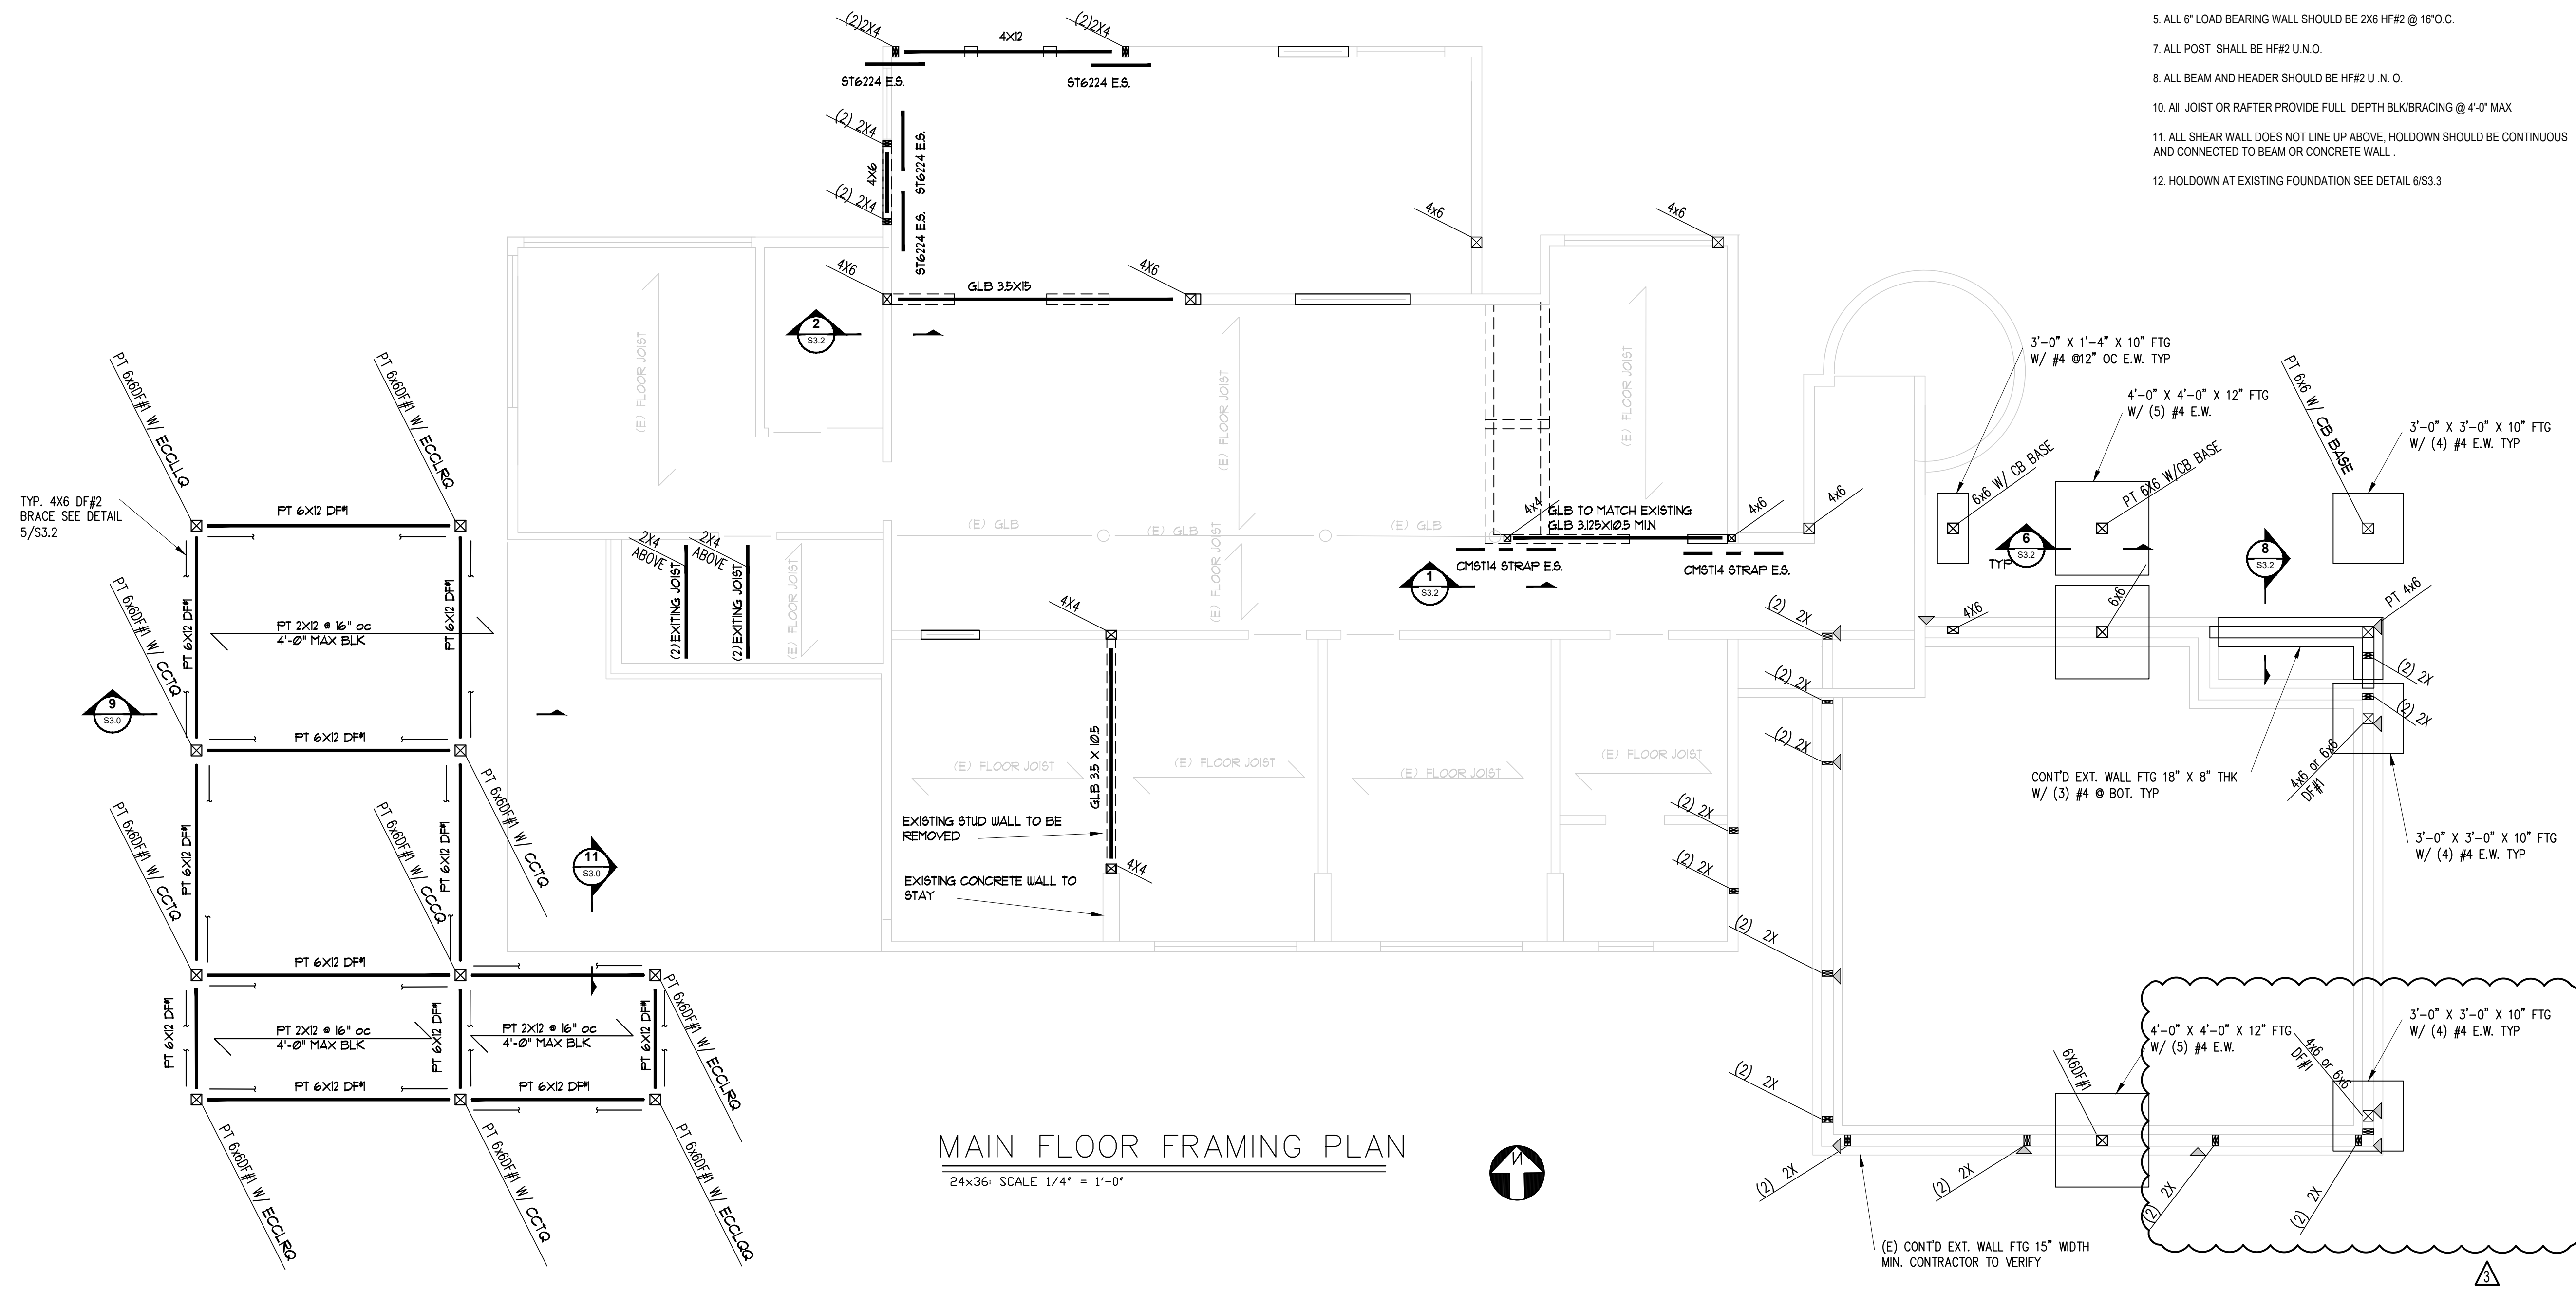 5. ALL 6" LOAD BEARING WALL SHOULD BE 2X6 HF#2 @ 16"O.C.
7. ALL POST SHALL BE HF#2 U.N.O.
8. ALL BEAM AND HEADER SHOULD BE HF#2 U .N. O.
10. All JOIST OR RAFTER PROVIDE FULL DEPTH BLK/BRACING @ 4'-0" MAX
11. ALL SHEAR WALL DOES NOT LINE UP ABOVE, HOLDOWN SHOULD BE CONTINUOUS
AND CONNECTED TO BEAM OR CONCRETE WALL .
12. HOLDOWN AT EXISTING FOUNDATION SEE DETAIL 6/S3.3
(2)2X4
4X12
(2)2X4
ST6224 E.S.
ST6224 E.S.
(2) 2X4
4X6
(2) 2X4
ST6224 E.S.
ST6224 E.S.
4X6
GLB 3.5X15
4X6
4x6
4x6
2
S3.2
(E) FLOOR JOIST
(E) FLOOR JOIST
(E) FLOOR JOIST
(E) GLB
(E) GLB
(E) GLB
(E) FLOOR JOIST
(E) FLOOR JOIST
2X4
ABOVE
2X4
ABOVE
(2)EXITING JOIST
(2)EXITING JOIST
4x4
GLB TO MATCH EXISTING
GLB 3.125X10.5 MI.N
4x6
4x6
CMST14 STRAP E.S.
CMST14 STRAP E.S.
1
S3.2
3'-0" X 1'-4" X 10" FTG
W/ #4 @12" OC E.W. TYP
4'-0" X 4'-0" X 12" FTG
W/ (5) #4 E.W.
PT 6x6 W/ CB BASE
3'-0" X 3'-0" X 10" FTG
W/ (4) #4 E.W. TYP
6x6 W/ CB BASE
PT 6X6 W/CB BASE
6
S3.2
TYP
8
S3.2
6x6
4X6
PT 4x6
(2) 2X
(2) 2X
4x6 or 6x6
DF#1
CONT'D EXT. WALL FTG 18" X 8" THK
W/ (3) #4 @ BOT. TYP
3'-0" X 3'-0" X 10" FTG
W/ (4) #4 E.W. TYP
PT 6x6DF#1 W/ ECCLLQ
PT 6x6DF#1 W/ ECCLRQ
TYP. 4X6 DF#2
BRACE SEE DETAIL
5/S3.2
PT 6X12 DF#1
PT 6x6DF#1 W/ CCTQ
PT 6X12 DF#1
PT 2X12 @ 16" oc
4'-0" MAX BLK
PT 6X12 DF#1
9
S3.0
PT 6X12 DF#1
PT 6x6DF#1 W/ CCTQ
PT 6x6DF#1 W/ CCCQ
PT 6x6DF#1 W/ CCTQ
PT 6X12 DF#1
PT 6X12 DF#1
11
S3.0
PT 6X12 DF#1
PT 6X12 DF#1
PT 2X12 @ 16" oc
4'-0" MAX BLK
PT 6X12 DF#1
PT 2X12 @ 16" oc
4'-0" MAX BLK
PT 6X12 DF#1
PT 6x6DF#1 W/ ECCLRQ
PT 6X12 DF#1
PT 6X12 DF#1
PT 6x6DF#1 W/ ECCLRQ
PT 6x6DF#1 W/ CCTQ
PT 6x6DF#1 W/ ECCLQQ
4X4
GLB 3.5 X 10.5
(E) FLOOR JOIST
(E) FLOOR JOIST
(E) FLOOR JOIST
(E) FLOOR JOIST
EXISTING STUD WALL TO BE
REMOVED
4X4
EXISTING CONCRETE WALL TO
STAY
(2) 2X
(2) 2X
(2) 2X
(2) 2X
(2) 2X
(2) 2X
(2) 2X
(2) 2X
(2) 2X
(2) 2X
(2) 2X
6X6DF#1
4'-0" X 4'-0" X 12" FTG
W/ (5) #4 E.W.
4x6 or 6x6
DF#1
3'-0" X 3'-0" X 10" FTG
W/ (4) #4 E.W. TYP
(E) CONT'D EXT. WALL FTG 15" WIDTH
MIN. CONTRACTOR TO VERIFY
3
MAIN FLOOR FRAMING PLAN
24x36: SCALE 1/4" = 1'-0"
N